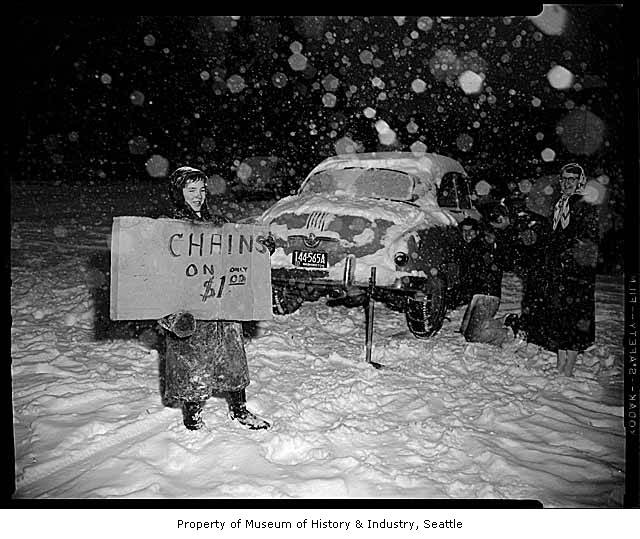 CHAINS
ON ONLY
$1 00
144-565A
Property of Museum of History & Industry, Seattle